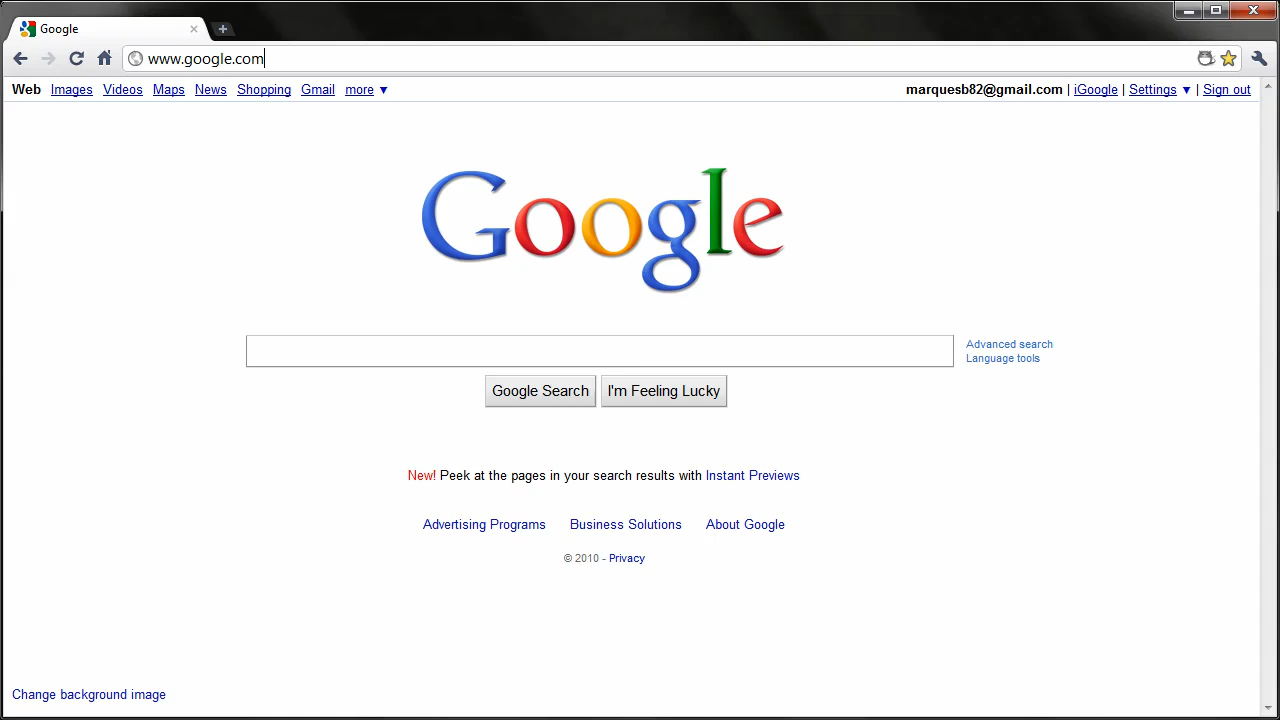 Google
www.google.com
Web Images Videos Maps News Shopping Gmail more ▼ marquesb82@gmail.com | iGoogle | Settings ▼ | Sign out
Google
Advanced search
Language tools
Google Search I'm Feeling Lucky
New! Peek at the pages in your search results with Instant Previews
Advertising Programs Business Solutions About Google
© 2010 - Privacy
Change background image